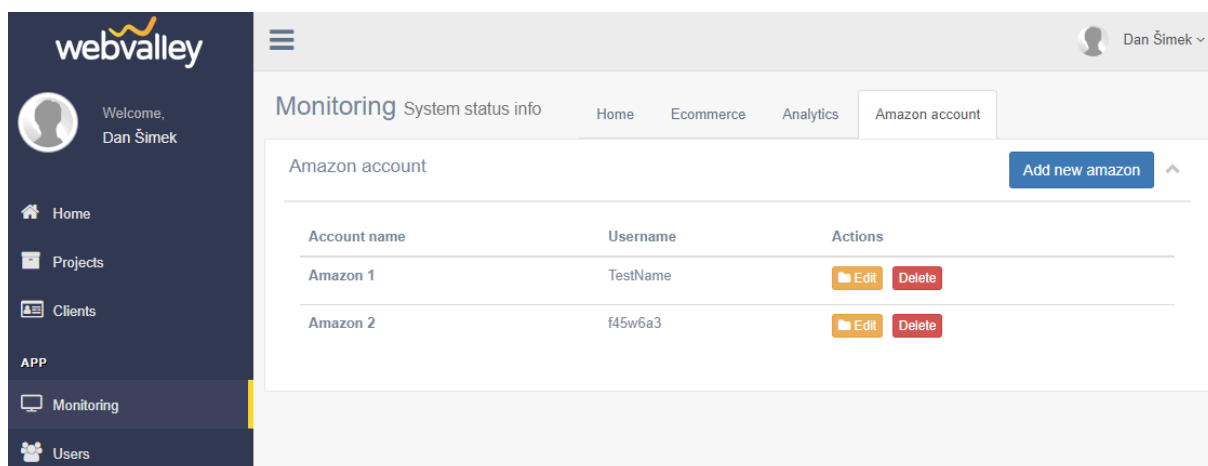 webvalley
Dan Šimek
Welcome,
Dan Šimek
Home
Projects
Clients
APP
Monitoring
Users
Monitoring System status info
Home Ecommerce Analytics Amazon account
Amazon account
Add new amazon
Account name Username Actions
Amazon 1 TestName Edit Delete
Amazon 2 f45w6a3 Edit Delete